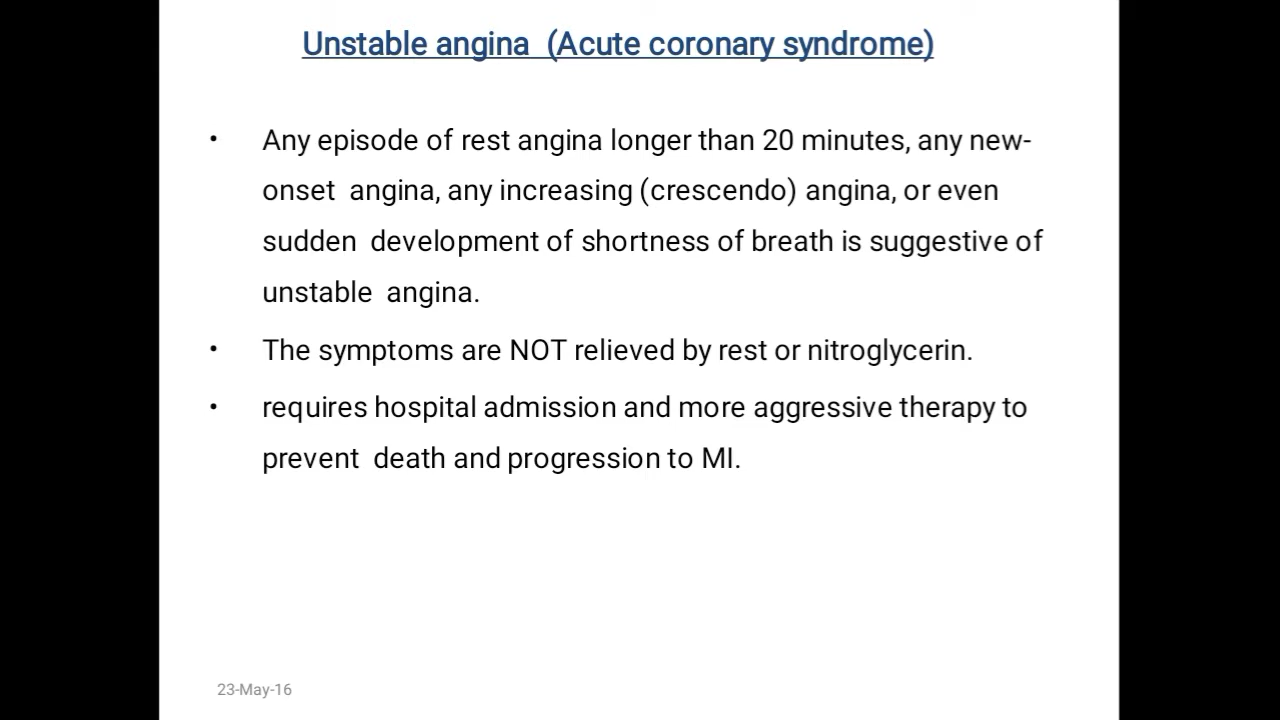 Unstable angina (Acute coronary syndrome)
• Any episode of rest angina longer than 20 minutes, any new-
onset angina, any increasing (crescendo) angina, or even
sudden development of shortness of breath is suggestive of
unstable angina.
• The symptoms are NOT relieved by rest or nitroglycerin.
• requires hospital admission and more aggressive therapy to
prevent death and progression to MI.
23-May-16